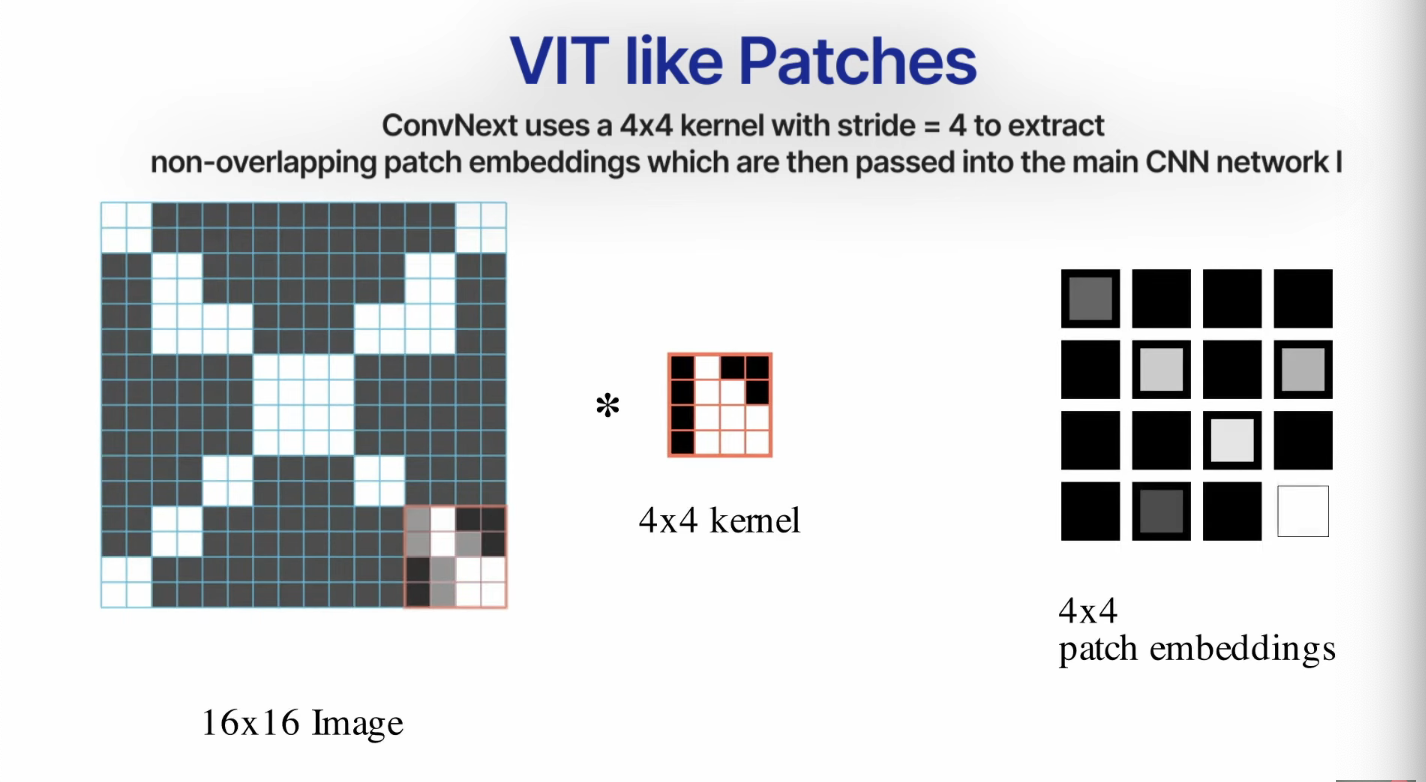 VIT like Patches
ConvNext uses a 4x4 kernel with stride = 4 to extract
non-overlapping patch embeddings which are then passed into the main CNN network l
*
4x4 kernel
4x4
patch embeddings
16x16 Image